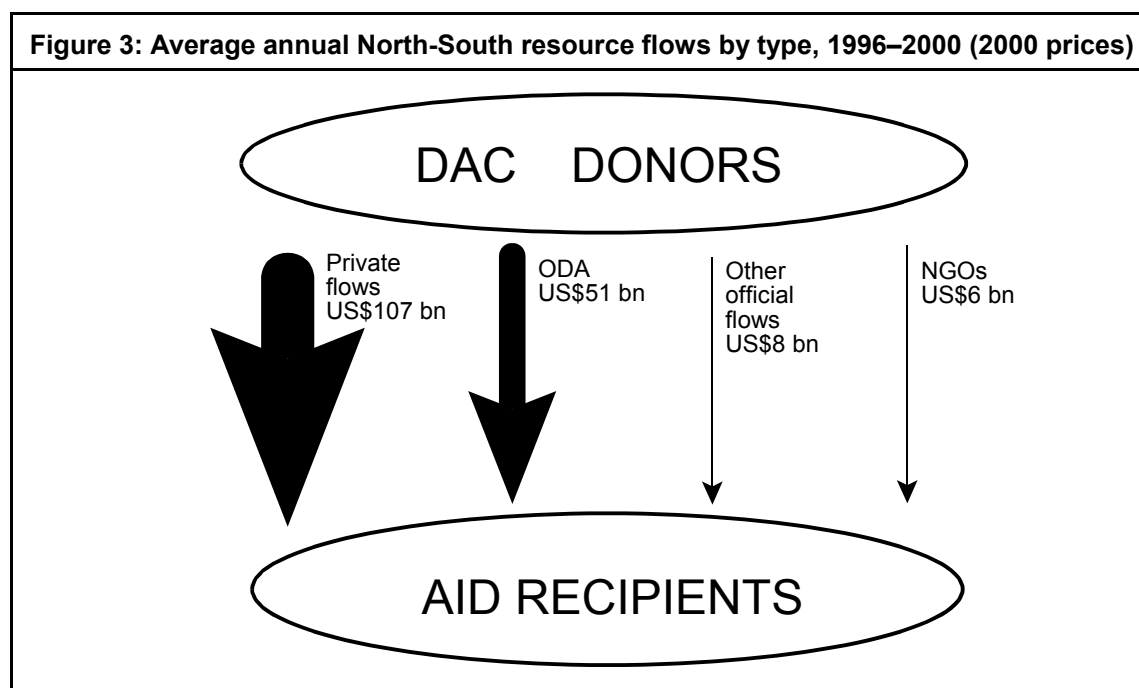 Figure 3: Average annual North-South resource flows by type, 1996–2000 (2000 prices)
DAC DONORS
Private
flows
US$107 bn
ODA
US$51 bn
Other
official
flows
US$8 bn
NGOs
US$6 bn
AID RECIPIENTS